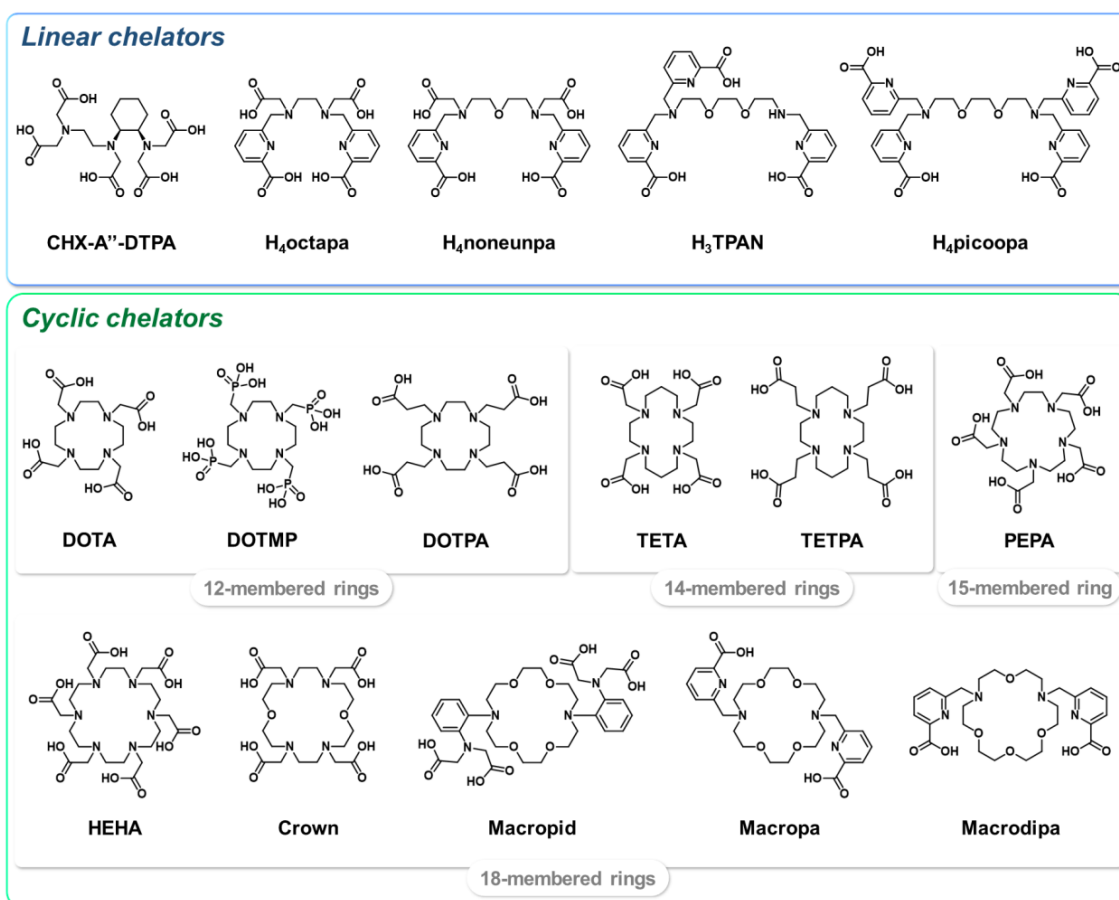 Linear chelators
CHX-A’’-DTPA
H₄octapa
H₄noneunpa
H₃TPAN
H₄picoopa
Cyclic chelators
DOTA
DOTMP
DOTPA
TETA
TETPA
PEPA
12-membered rings
14-membered rings
15-membered ring
HEHA
Crown
Macropid
Macropa
Macrodipa
18-membered rings